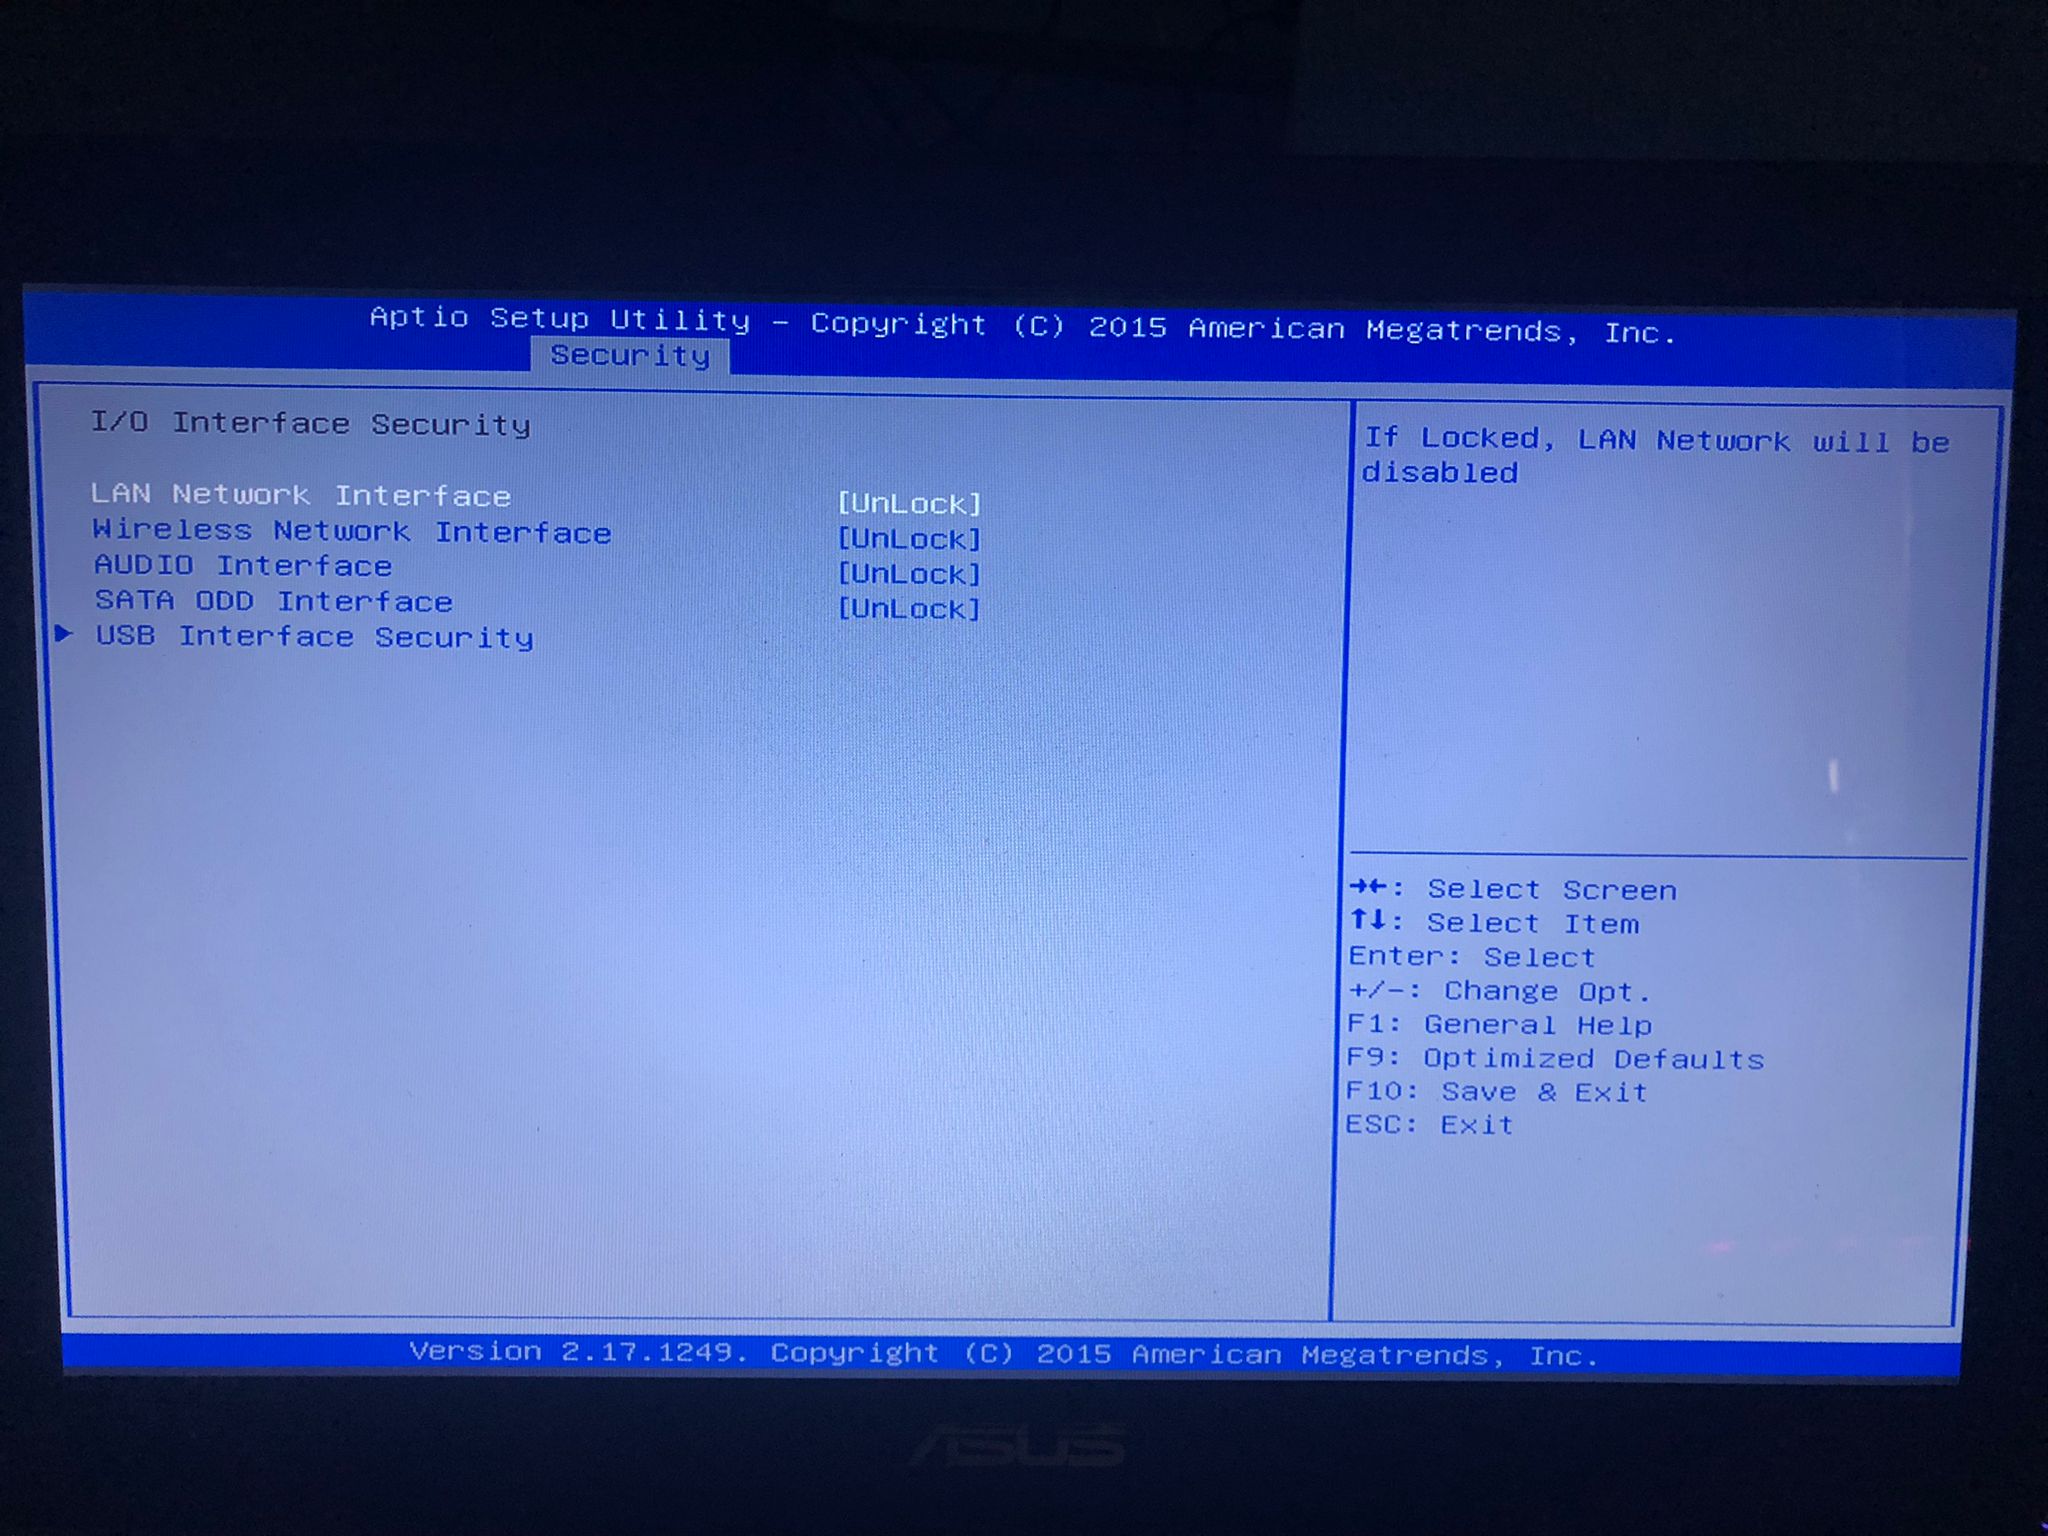 Aptio Setup Utility - Copyright (C) 2015 American Megatrends, Inc.
Security
I/O Interface Security
LAN Network Interface [UnLock]
Wireless Network Interface [UnLock]
AUDIO Interface [UnLock]
SATA ODD Interface [UnLock]
► USB Interface Security
If Locked, LAN Network will be
disabled
→←: Select Screen
↑↓: Select Item
Enter: Select
+/-: Change Opt.
F1: General Help
F9: Optimized Defaults
F10: Save & Exit
ESC: Exit
Version 2.17.1249. Copyright (C) 2015 American Megatrends, Inc.
ASUS